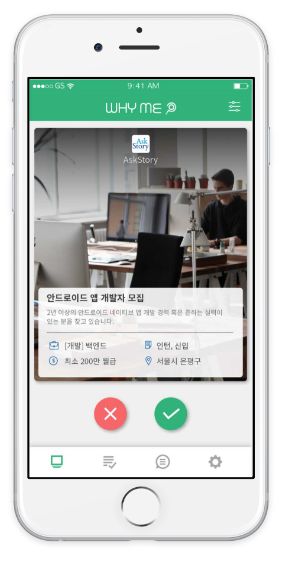 GS
9:41 AM
WHY ME
Ask
Story
AskStory
안드로이드 앱 개발자 모집
2년 이상의 안드로이드 네이티브 앱 개발 경력 혹은 준하는 실력이
있는 분을 찾고 있습니다.
[개발] 백엔드
인턴, 신입
최소 200만 월급
서울시 은평구